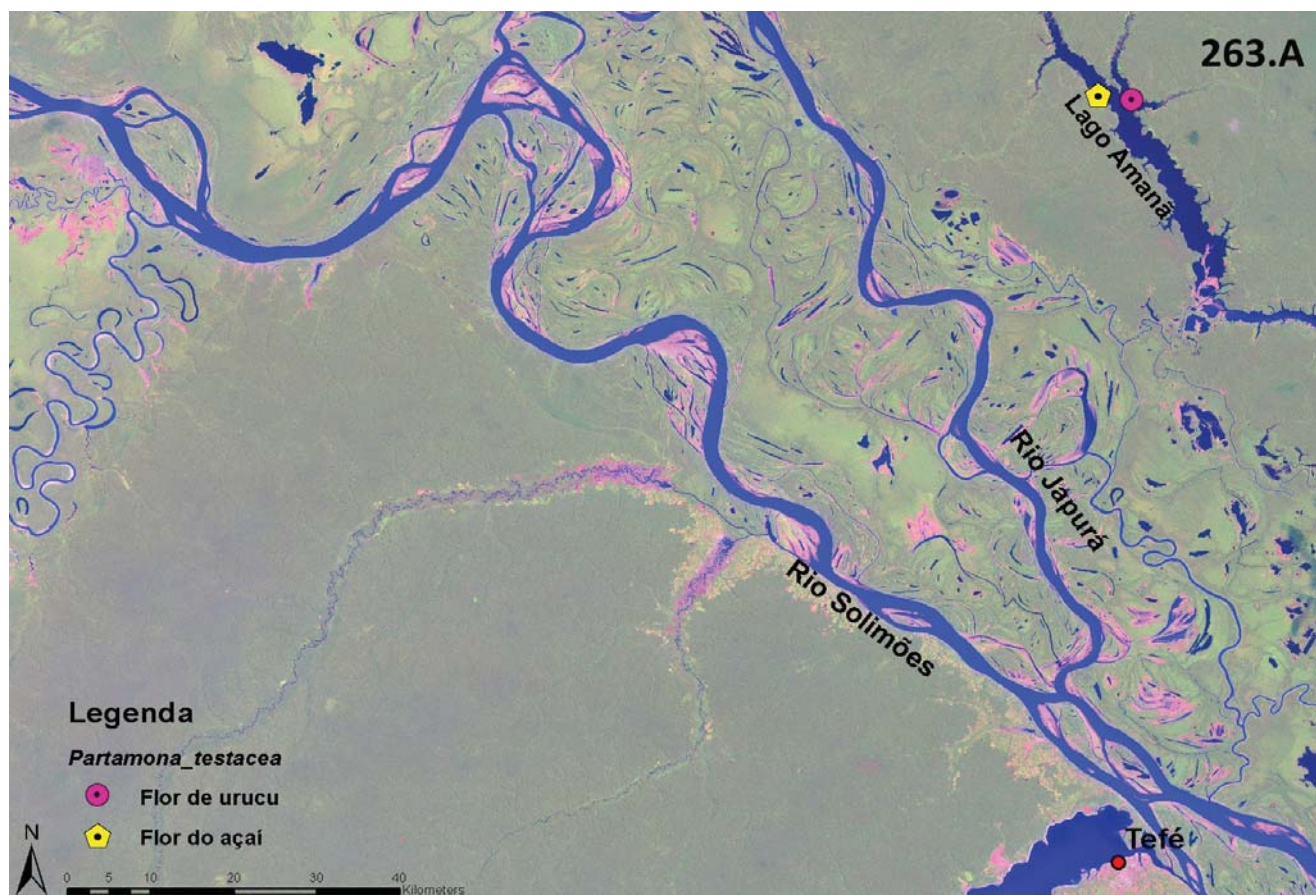 263.A
Lago Amanã
Rio Japurá
Rio Solimões
Legenda
Partamona_testacea
Flor de urucu
Flor do açaí
Tefé
N
0 5 10 20 30 40
Kilometers